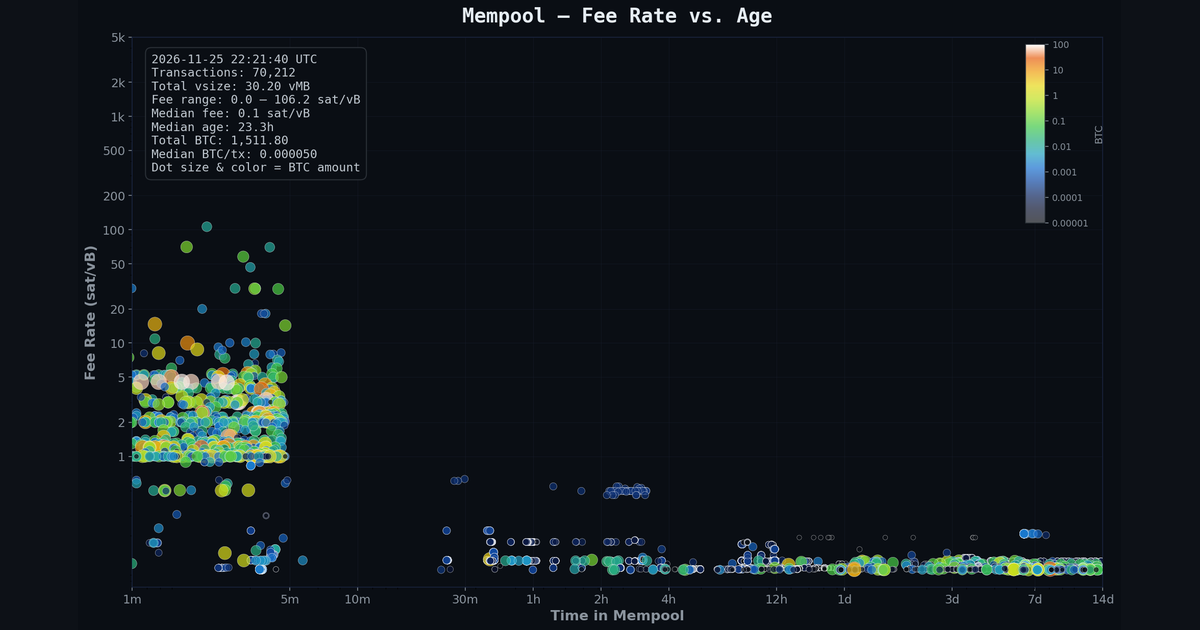 Mempool — Fee Rate vs. Age
2026-11-25 22:21:40 UTC
Transactions: 70,212
Total vsize: 30.20 vMB
Fee range: 0.0 – 106.2 sat/vB
Median fee: 0.1 sat/vB
Median age: 23.3h
Total BTC: 1,511.80
Median BTC/tx: 0.000050
Dot size & color = BTC amount
100
10
1
0.1
0.01
0.001
0.0001
0.00001
BTC
Fee Rate (sat/vB)
5k
2k
1k
500
200
100
50
20
10
5
2
1
1m
5m
10m
30m
1h
2h
4h
12h
1d
3d
7d
14d
Time in Mempool